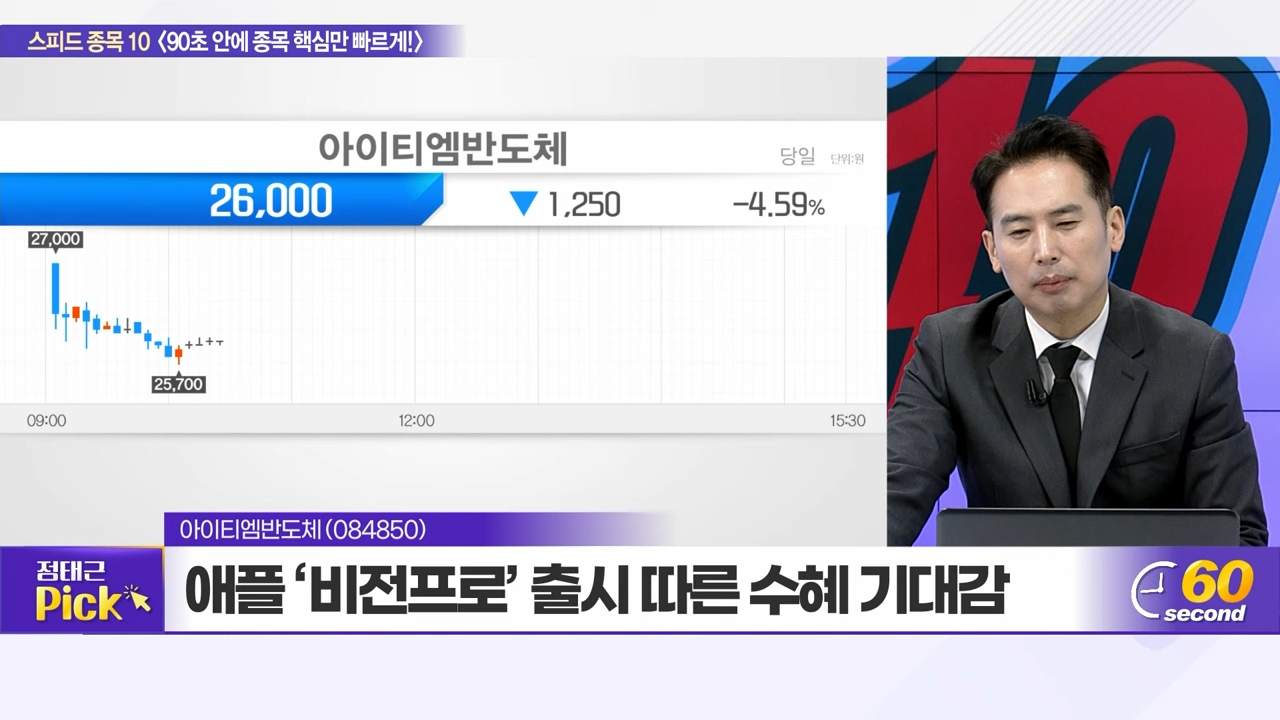 스피드 종목 10 〈90초 안에 종목 핵심만 빠르게!〉
아이티엠반도체
당일 단위:원
26,000 ▼ 1,250 -4.59%
27,000
25,700
09:00 12:00 15:30
10
아이티엠반도체(084850)
정태근
Pick
애플 ‘비전프로’ 출시 따른 수혜 기대감
60
second